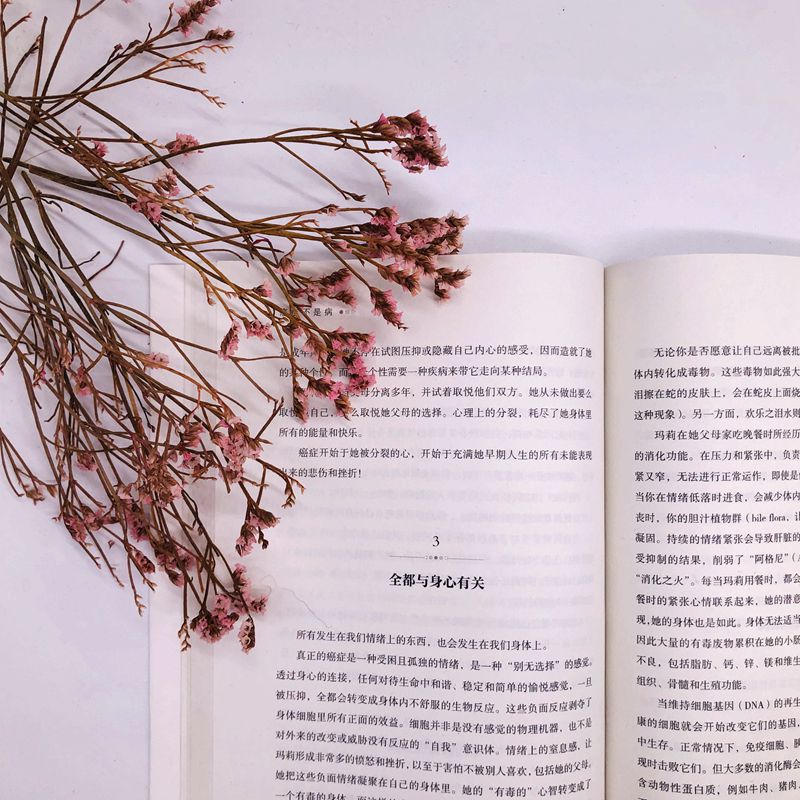 不是病
在试图压抑或隐藏自己内心的感受，因而造就了她
个性需要一种疾病来带它走向某种结局。
母分离多年，并试着取悦他们双方。她从未做出要么
取悦自己，么取悦她父母的选择。心理上的分裂，耗尽了她身体里
所有的能量和快乐。
癌症开始于她被分裂的心，开始于充满她早期人生的所有未能表现
出来的悲伤和挫折！
3
全都与身心有关
所有发生在我们情绪上的东西，也会发生在我们身体上。
真正的癌症是一种受困且孤独的情绪，是一种“别无选择”的感觉。
透过身心的连接，任何对待生命中和谐、稳定和简单的愉悦感觉，一旦
被压抑，全都会转变成身体内不舒服的生物反应。这些负面反应剥夺了
身体细胞里所有正面的效益。细胞并非是没有感觉的物理机器，也不是
对外来的改变或威胁没有反应的“自我”意识体。情绪上的窒息感，让
玛莉形成非常多的愤怒和挫折，以至于害怕不被别人喜欢，包括她的父母。
她把这些负面情绪凝聚在自己的身体里。她的“有毒的”心智转变成了
一个有毒的身体
无论你是否愿意让自己远离被批
体内转化成毒物。这些毒物如此强大
泪擦在蛇的皮肤上，会在蛇皮上面烧
这种现象）。另一方面，欢乐之泪水则
玛莉在她父母家吃晚餐时所经历
的消化功能。在压力和紧张中，负责
紧又窄，无法进行正常运作，即使是
当你在情绪低落时进食，会减少体内
丧时，你的胆汁植物群（bile flora，让
凝固。持续的情绪紧张会导致肝脏的
受抑制的结果，削弱了“阿格尼”（
“消化之火”。每当玛莉用餐时，都会
餐时的紧张心情联系起来，她的潜意
现，她的身体也是如此。身体无法适当
因此大量的有毒废物累积在她的小肠
不良，包括脂肪、钙、锌、镁和维生
组织、骨髓和生殖功能。
当维持细胞基因（DNA）的再生
康的细胞就会开始改变它们的基因，
中生存。正常情况下，免疫细胞、胰
现时击败它们。但大多数的消化酶会
含动物性蛋白质，例如牛肉、猪肉、